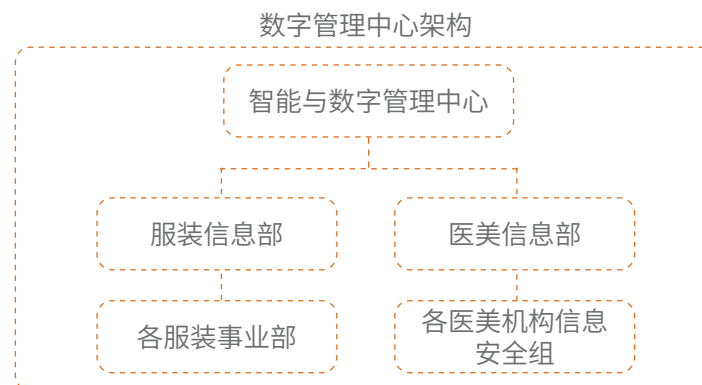 数字管理中心架构
智能与数字管理中心
服装信息部
医美信息部
各服装事业部
各医美机构信息
安全组